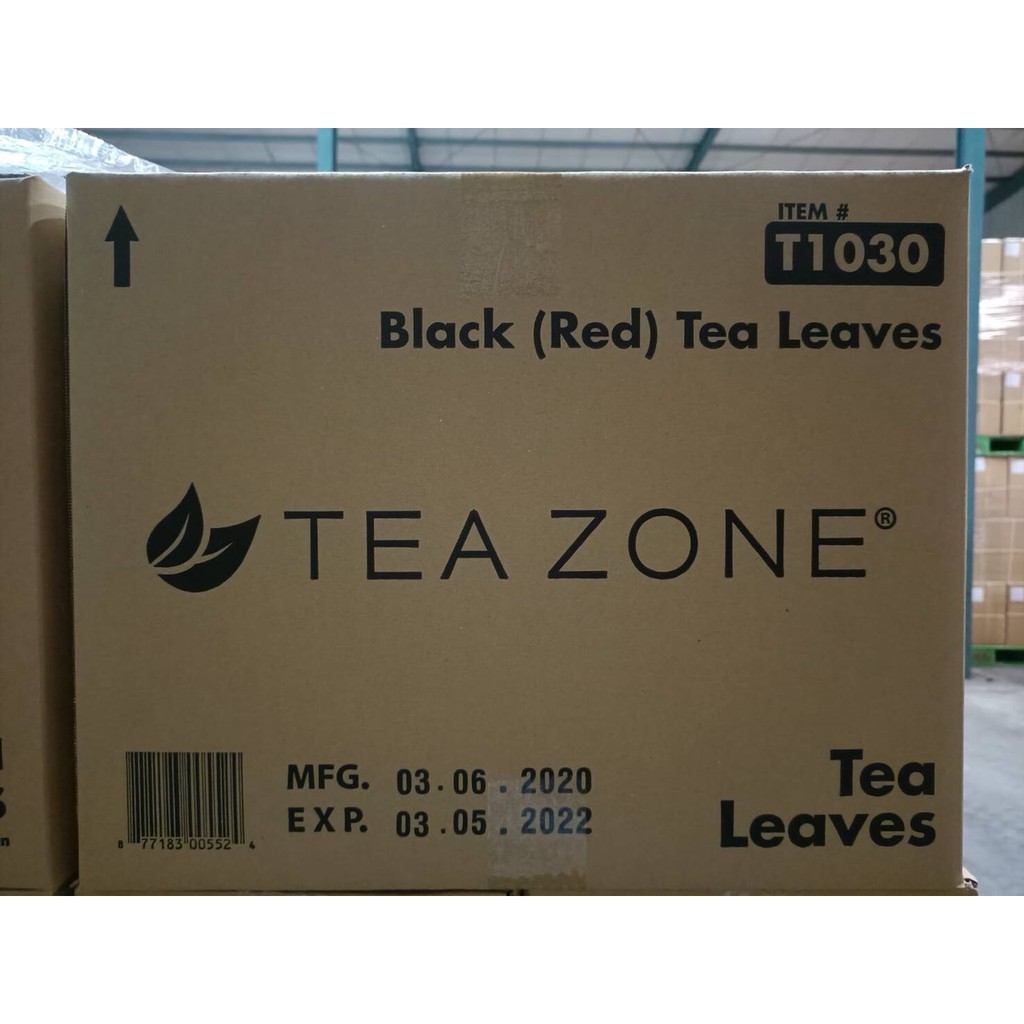 ITEM #
T1030
Black (Red) Tea Leaves
TEA ZONE®
MFG. 03.06.2020
EXP. 03.05.2022
8 77183 00552 4
Tea
Leaves